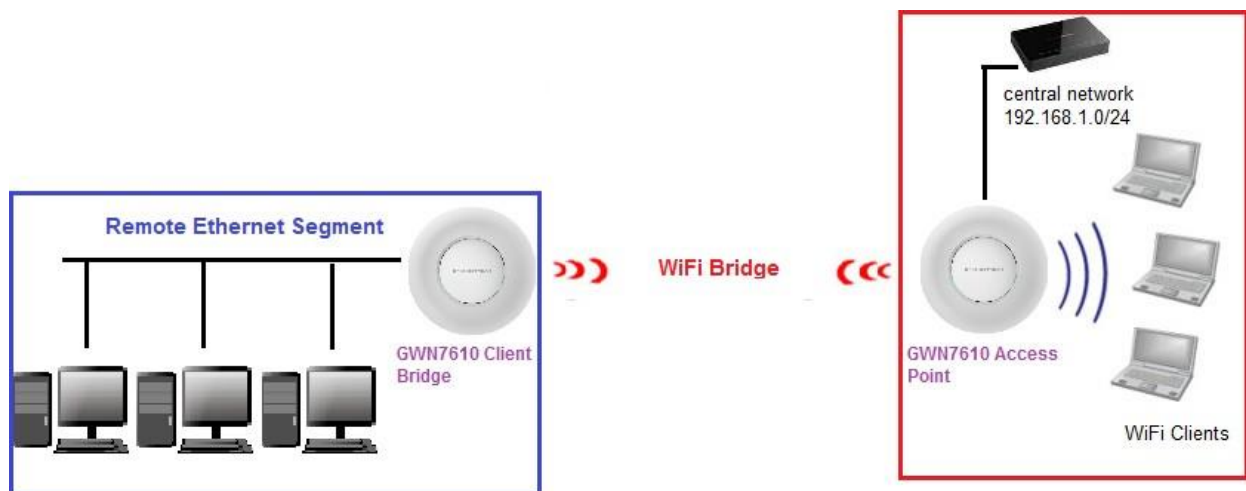 central network
192.168.1.0/24
Remote Ethernet Segment
WiFi Bridge
GWN7610 Client
Bridge
GWN7610 Access
Point
WiFi Clients